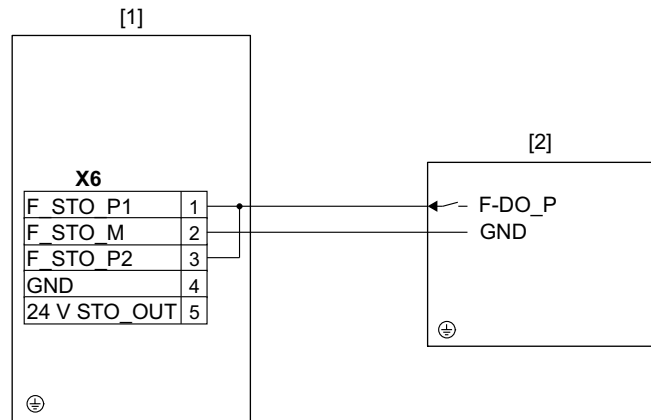 [1]
[2]
X6
F_STO_P1 1
F_STO_M 2
F_STO_P2 3
GND 4
24 V STO_OUT 5
F-DO_P
GND